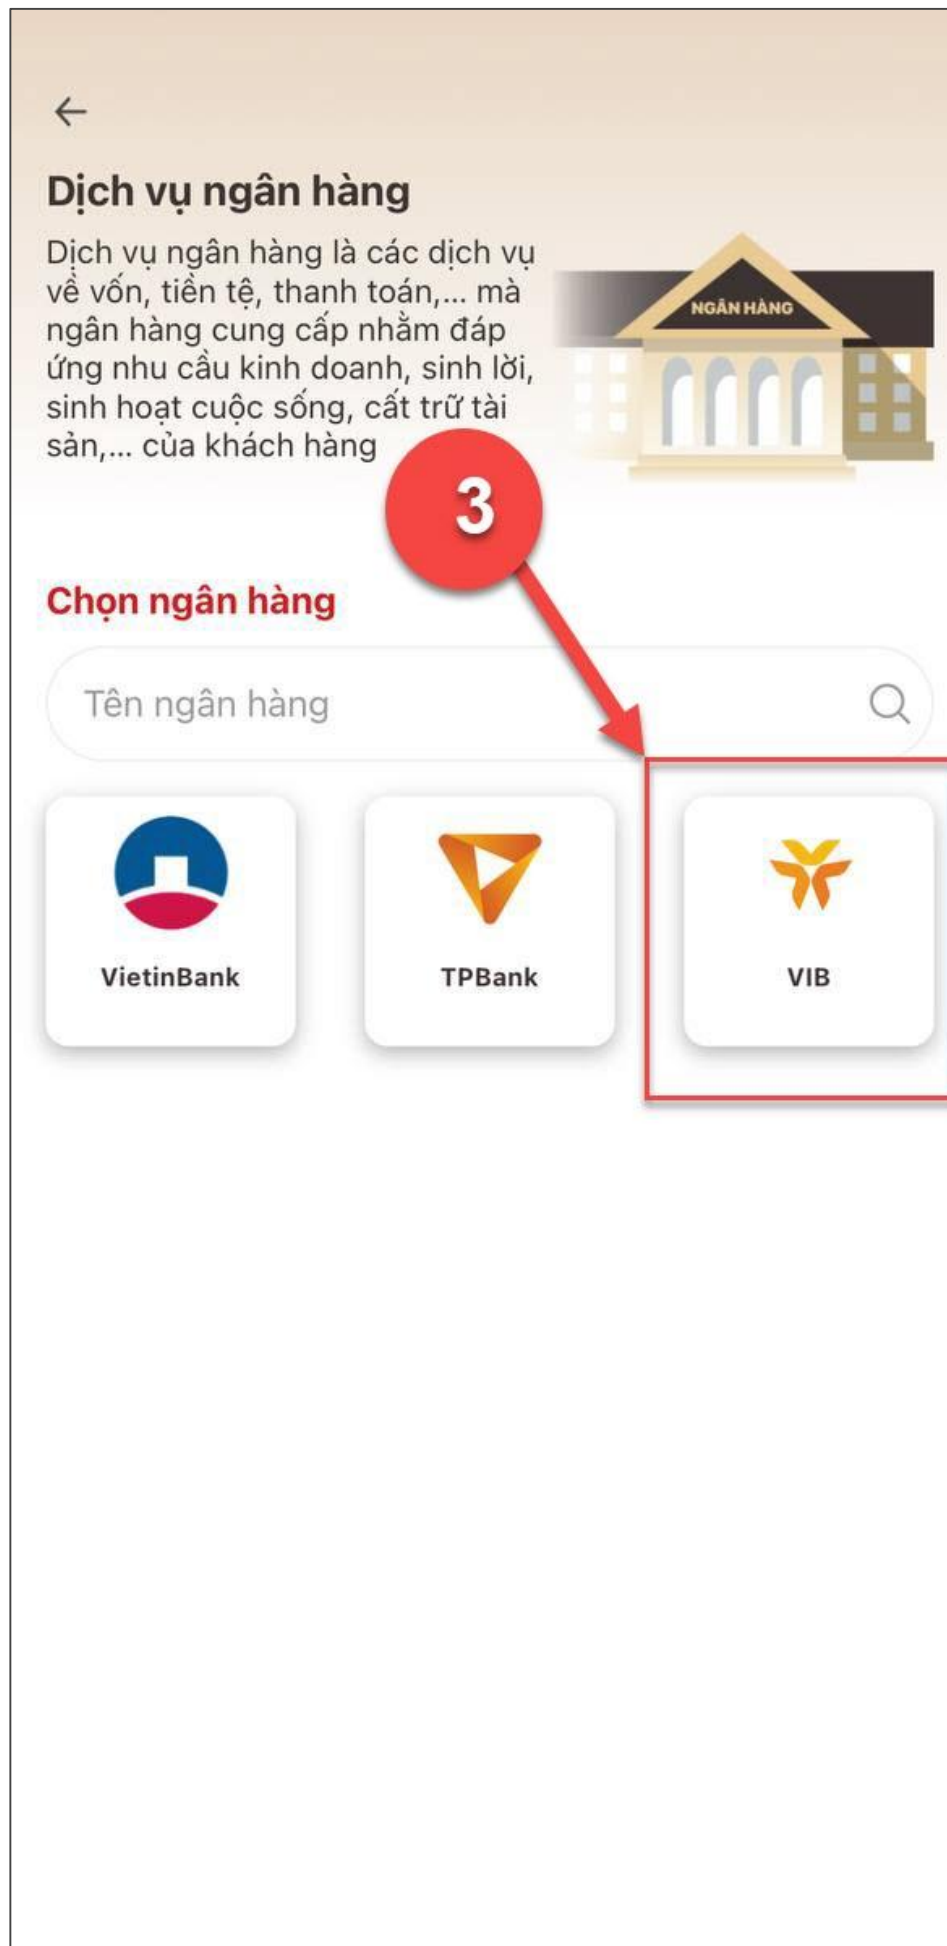 Dịch vụ ngân hàng
Dịch vụ ngân hàng là các dịch vụ
về vốn, tiền tệ, thanh toán,... mà
ngân hàng cung cấp nhằm đáp
ứng nhu cầu kinh doanh, sinh lời,
sinh hoạt cuộc sống, cất trữ tài
sản,... của khách hàng
NGÂN HÀNG
3
Chọn ngân hàng
Tên ngân hàng
VietinBank
TPBank
VIB